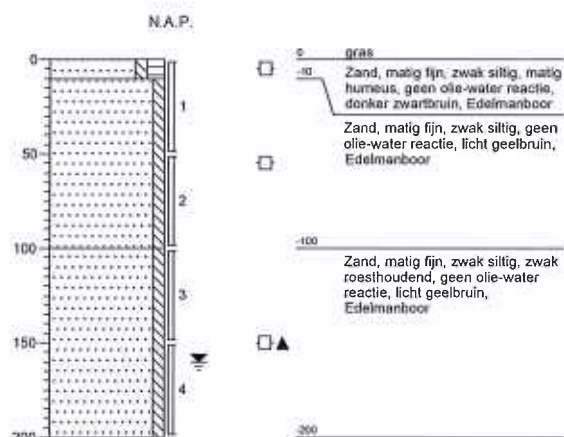 N.A.P.
0
1
50
2
100
3
150
4
200
0 gras
-10
Zand, matig fijn, zwak siltig, matig
humeus, geen olie-water reactie,
donker zwartbruin, Edelmanboor
Zand, matig fijn, zwak siltig, geen
olie-water reactie, licht geelbruin,
Edelmanboor
-100
Zand, matig fijn, zwak siltig, zwak
roesthoudend, geen olie-water
reactie, licht geelbruin,
Edelmanboor
-200